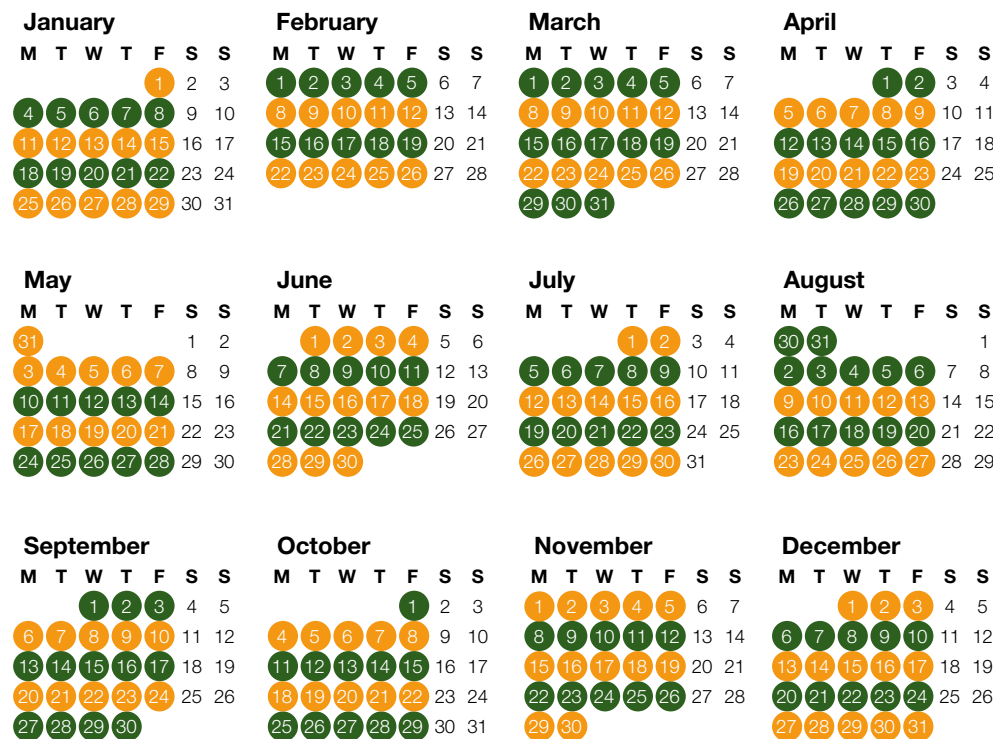 January February March April
M T W T F S S M T W T F S S M T W T F S S M T W T F S S
1 2 3 1 2 3 4 5 6 7 1 2 3 4 5 6 7 1 2 3 4
4 5 6 7 8 9 10 8 9 10 11 12 13 14 8 9 10 11 12 13 14 5 6 7 8 9 10 11
11 12 13 14 15 16 17 15 16 17 18 19 20 21 15 16 17 18 19 20 21 12 13 14 15 16 17 18
18 19 20 21 22 23 24 22 23 24 25 26 27 28 22 23 24 25 26 27 28 19 20 21 22 23 24 25
25 26 27 28 29 30 31 29 30 31 26 27 28 29 30
May June July August
M T W T F S S M T W T F S S M T W T F S S M T W T F S S
31 1 2 1 2 3 4 5 6 1 2 3 4 30 31 1
3 4 5 6 7 8 9 7 8 9 10 11 12 13 5 6 7 8 9 10 11 2 3 4 5 6 7 8
10 11 12 13 14 15 16 14 15 16 17 18 19 20 12 13 14 15 16 17 18 9 10 11 12 13 14 15
17 18 19 20 21 22 23 21 22 23 24 25 26 27 19 20 21 22 23 24 25 16 17 18 19 20 21 22
24 25 26 27 28 29 30 28 29 30 26 27 28 29 30 31 23 24 25 26 27 28 29
September October November December
M T W T F S S M T W T F S S M T W T F S S M T W T F S S
1 2 3 4 5 1 2 3 1 2 3 4 5 6 7 1 2 3 4 5
6 7 8 9 10 11 12 4 5 6 7 8 9 10 8 9 10 11 12 13 14 6 7 8 9 10 11 12
13 14 15 16 17 18 19 11 12 13 14 15 16 17 15 16 17 18 19 20 21 13 14 15 16 17 18 19
20 21 22 23 24 25 26 18 19 20 21 22 23 24 22 23 24 25 26 27 28 20 21 22 23 24 25 26
27 28 29 30 25 26 27 28 29 30 31 29 30 27 28 29 30 31